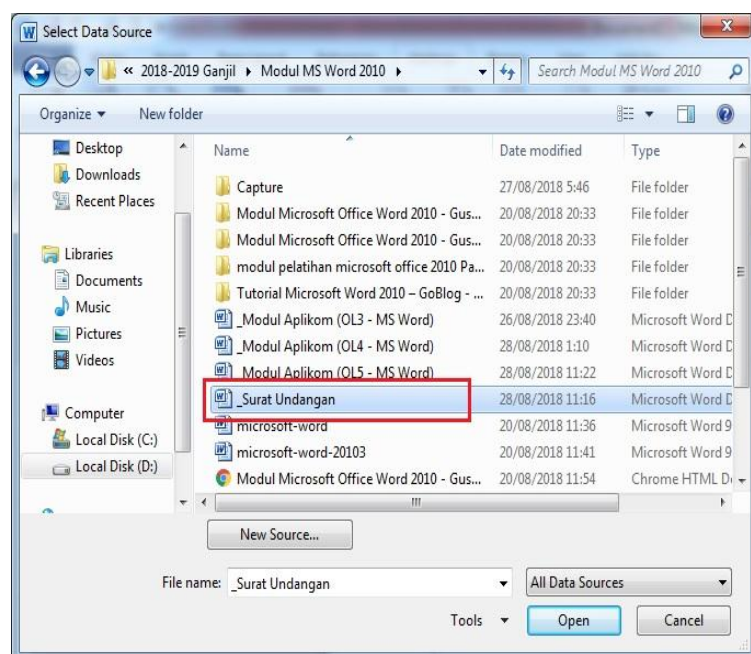 Select Data Source
« 2018-2019 Ganjil Modul MS Word 2010 Search Modul MS Word 2010
Organize New folder
Desktop
Downloads
Recent Places
Libraries
Documents
Music
Pictures
Videos
Computer
Local Disk (C:)
Local Disk (D:)
Name Date modified Type
Capture 27/08/2018 5:46 File folder
Modul Microsoft Office Word 2010 - Gus... 20/08/2018 20:33 File folder
Modul Microsoft Office Word 2010 - Gus... 20/08/2018 20:33 File folder
modul pelatihan microsoft office 2010 Pa... 20/08/2018 20:33 File folder
Tutorial Microsoft Word 2010 – GoBlog - ... 20/08/2018 20:33 File folder
_Modul Aplikom (OL3 - MS Word) 26/08/2018 23:40 Microsoft Word D
_Modul Aplikom (OL4 - MS Word) 28/08/2018 1:10 Microsoft Word D
_Modul Aplikom (OL5 - MS Word) 28/08/2018 11:22 Microsoft Word D
_Surat Undangan 28/08/2018 11:16 Microsoft Word D
microsoft-word 20/08/2018 11:36 Microsoft Word 9
microsoft-word-20103 20/08/2018 11:41 Microsoft Word 9
Modul Microsoft Office Word 2010 - Gus... 20/08/2018 11:54 Chrome HTML D
New Source...
File name: _Surat Undangan All Data Sources
Tools Open Cancel